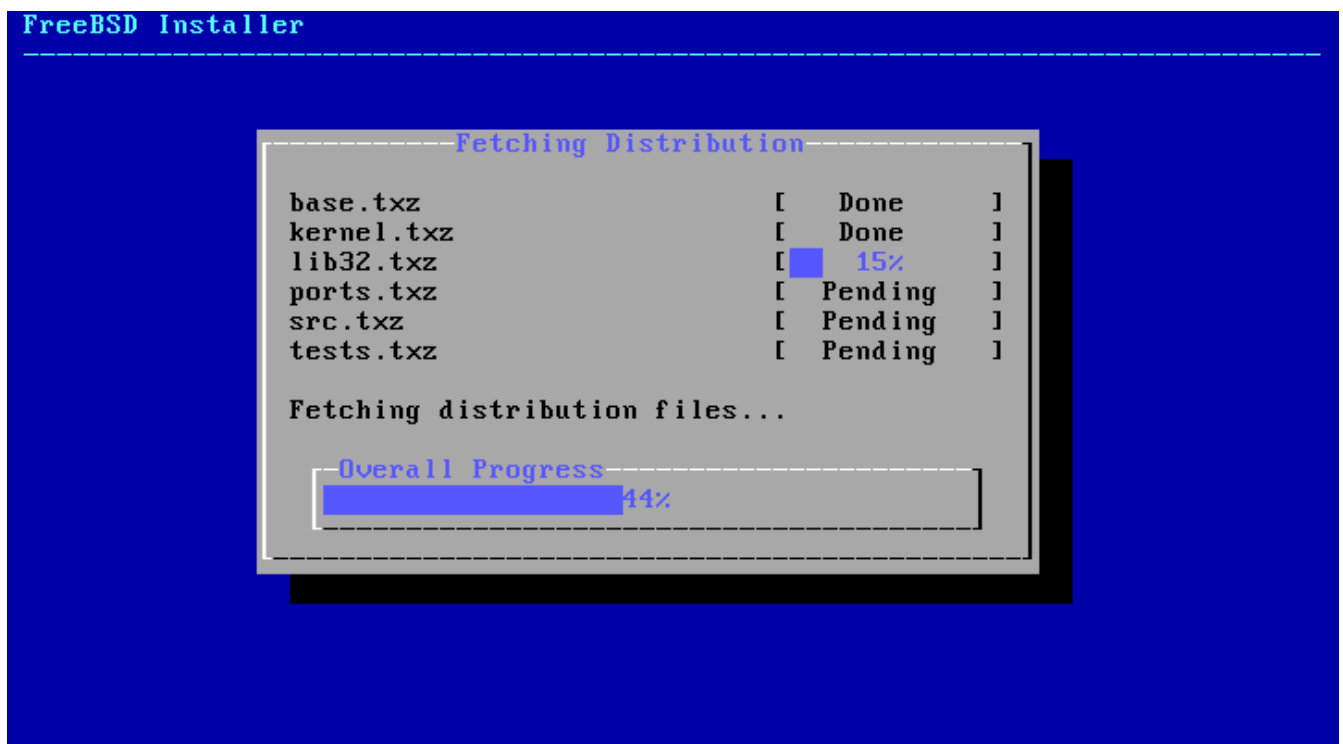 FreeBSD Installer
Fetching Distribution
base.txz [ Done ]
kernel.txz [ Done ]
lib32.txz [ 15% ]
ports.txz [ Pending ]
src.txz [ Pending ]
tests.txz [ Pending ]
Fetching distribution files...
Overall Progress
44%